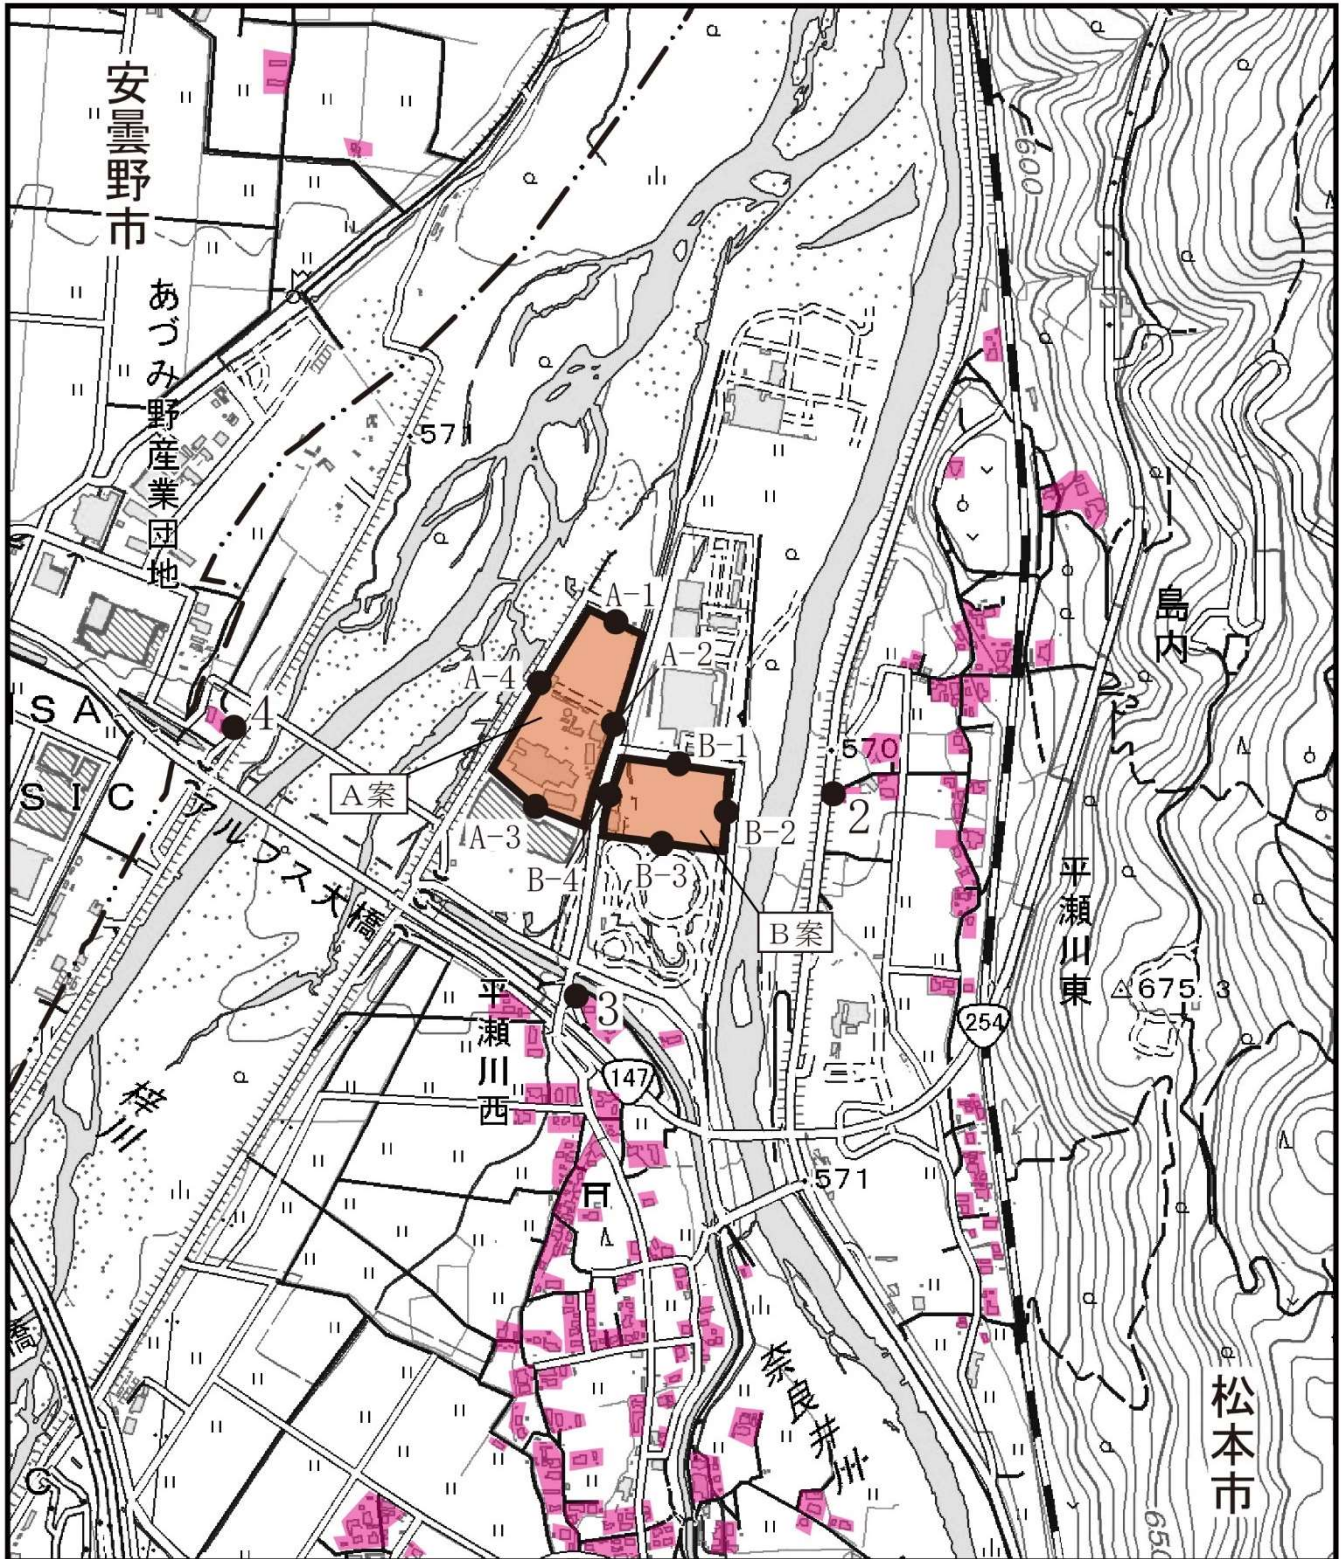 安曇野市
あづみ野産業団地
600
571
島内
A-1
A-2
A-4
SA
4
B-1
570
A案
SIC
2
アルプス大橋
A-3
B-2
B-4
B-3
B案
平瀬川東
675.3
3
平瀬川西
254
147
梓川
571
橋
奈良井川
松本市
65